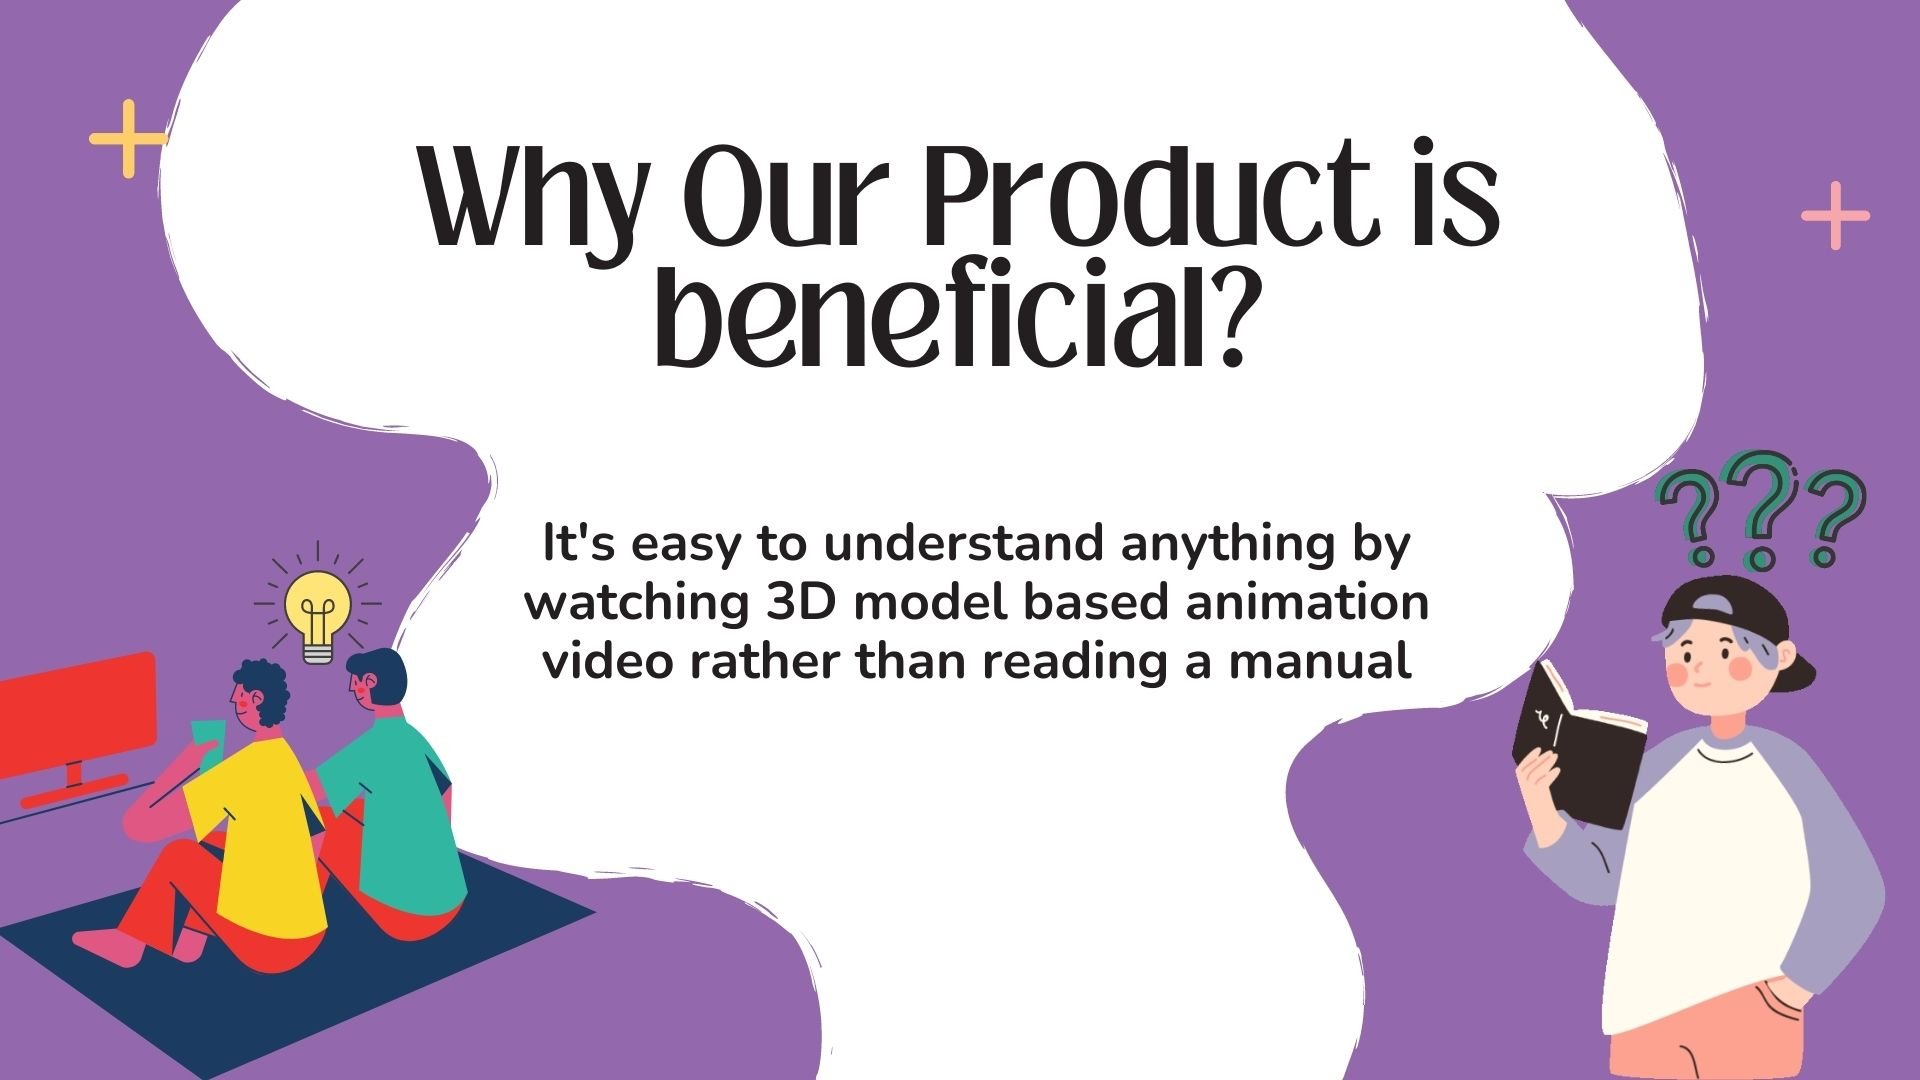 Why Our Product is
beneficial?
It's easy to understand anything by
watching 3D model based animation
video rather than reading a manual
???